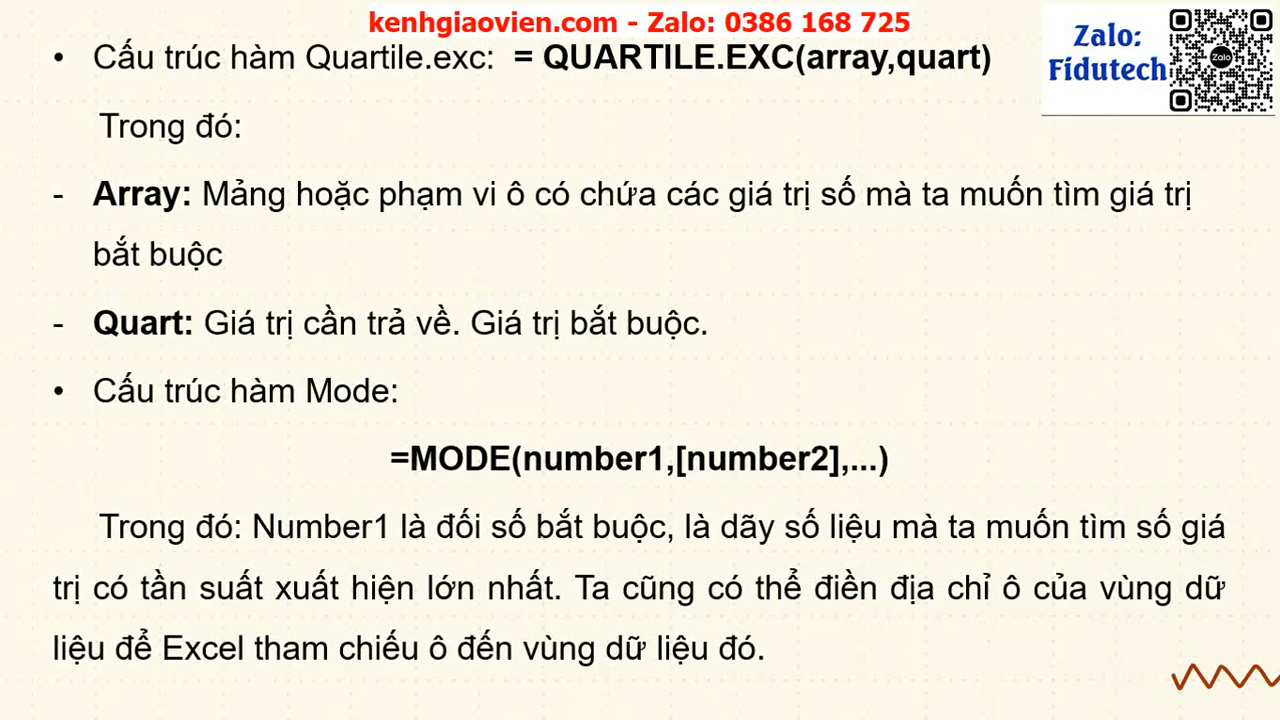 kenhgiaovien.com - Zalo: 0386 168 725
Zalo:
Fidutech
Zalo
• Cấu trúc hàm Quartile.exc: = QUARTILE.EXC(array,quart)
Trong đó:
- Array: Mảng hoặc phạm vi ô có chứa các giá trị số mà ta muốn tìm giá trị
bắt buộc
- Quart: Giá trị cần trả về. Giá trị bắt buộc.
• Cấu trúc hàm Mode:
=MODE(number1,[number2],...)
Trong đó: Number1 là đối số bắt buộc, là dãy số liệu mà ta muốn tìm số giá
trị có tần suất xuất hiện lớn nhất. Ta cũng có thể điền địa chỉ ô của vùng dữ
liệu để Excel tham chiếu ô đến vùng dữ liệu đó.